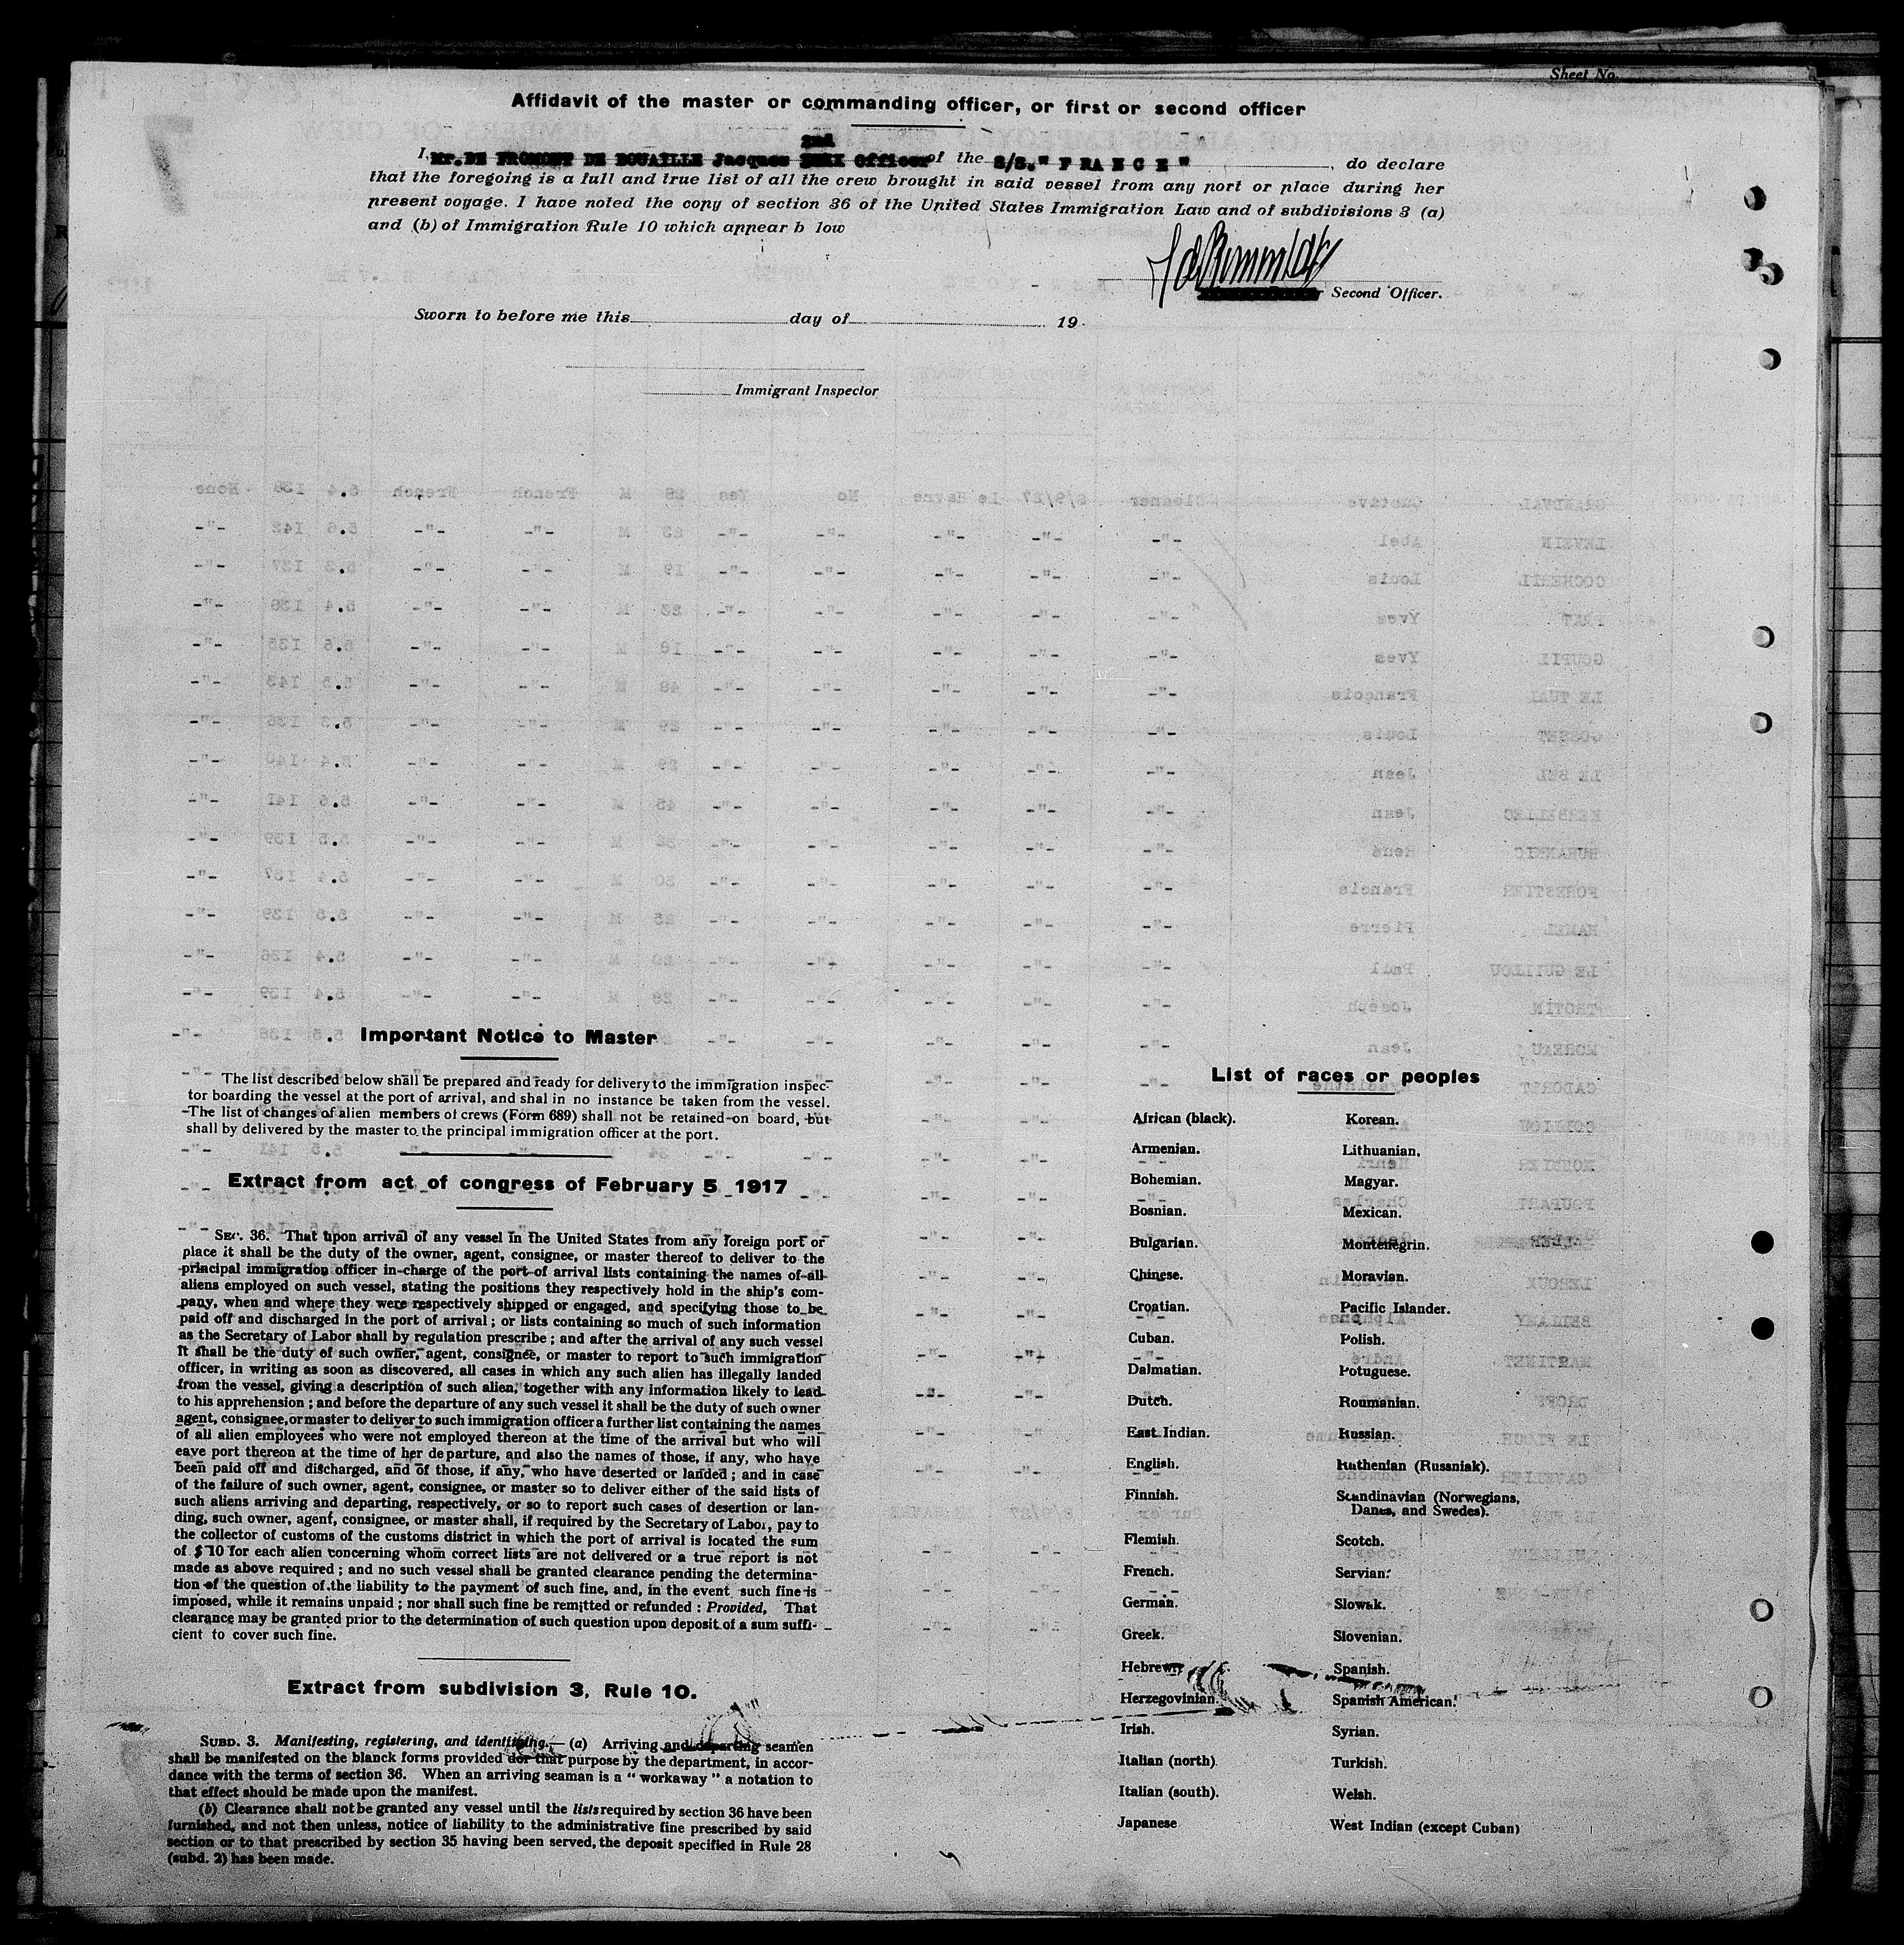 Sheet No.
Affidavit of the master or commanding officer, or first or second officer
2nd
I, Mr. DE FROMONT DE BOUAILLE Jacques Officer of the S/S. " F R A N C E " , do declare
that the foregoing is a full and true list of all the crew brought in said vessel from any port or place during her
present voyage. I have noted the copy of section 36 of the United States Immigration Law and of subdivisions 3 (a)
and (b) of Immigration Rule 10 which appear b low
Second Officer.
Sworn to before me this day of 19
Immigrant Inspector
Important Notice to Master
The list described below shall be prepared and ready for delivery to the immigration inspec-
tor boarding the vessel at the port of arrival, and shal in no instance be taken from the vessel.
The list of changes of alien members of crews (Form 689) shall not be retained on board, but
shall by delivered by the master to the principal immigration officer at the port.
Extract from act of congress of February 5 1917
SEC. 36. That upon arrival of any vessel in the United States from any foreign port or
place it shall be the duty of the owner, agent, consignee, or master thereof to deliver to the
principal immigration officer in charge of the port of arrival lists containing the names of all
aliens employed on such vessel, stating the positions they respectively hold in the ship's com-
pany, when and where they were respectively shipped or engaged, and specifying those to be
paid off and discharged in the port of arrival ; or lists containing so much of such information
as the Secretary of Labor shall by regulation prescribe ; and after the arrival of any such vessel
it shall be the duty of such owner, agent, consignee, or master to report to such immigration
officer, in writing as soon as discovered, all cases in which any such alien has illegally landed
from the vessel, giving a description of such alien, together with any information likely to lead
to his apprehension ; and before the departure of any such vessel it shall be the duty of such owner
agent, consignee, or master to deliver to such immigration officer a further list containing the names
of all alien employees who were not employed thereon at the time of the arrival but who will
eave port thereon at the time of her departure, and also the names of those, if any, who have
been paid off and discharged, and of those, if any, who have deserted or landed ; and in case
of the failure of such owner, agent, consignee, or master so to deliver either of the said lists of
such aliens arriving and departing, respectively, or so to report such cases of desertion or lan-
ding, such owner, agent, consignee, or master shall, if required by the Secretary of Labor, pay to
the collector of customs of the customs district in which the port of arrival is located the sum
of $ 10 for each alien concerning whom correct lists are not delivered or a true report is not
made as above required ; and no such vessel shall be granted clearance pending the determina-
tion of the question of the liability to the payment of such fine, and, in the event such fine is
imposed, while it remains unpaid ; nor shall such fine be remitted or refunded : Provided, That
clearance may be granted prior to the determination of such question upon deposit of a sum suffi-
cient to cover such fine.
Extract from subdivision 3, Rule 10.
SUBD. 3. Manifesting, registering, and identifying.— (a) Arriving and departing seamen
shall be manifested on the blanck forms provided dor that purpose by the department, in accor-
dance with the terms of section 36. When an arriving seaman is a " workaway " a notation to
that effect should be made upon the manifest.
(b) Clearance shall not be granted any vessel until the lists required by section 36 have been
furnished, and not then unless, notice of liability to the administrative fine prescribed by said
section or to that prescribed by section 35 having been served, the deposit specified in Rule 28
(subd. 2) has been made.
List of races or peoples
African (black).
Armenian.
Bohemian.
Bosnian.
Bulgarian.
Chinese.
Croatian.
Cuban.
Dalmatian.
Dutch.
East Indian.
English.
Finnish.
Flemish.
French.
German.
Greek.
Hebrew.
Herzegovinian.
Irish.
Italian (north)
Italian (south).
Japanese
Korean.
Lithuanian.
Magyar.
Mexican.
Montenegrin.
Moravian.
Pacific Islander.
Polish.
Potuguese.
Roumanian.
Russian.
Ruthenian (Russniak).
Scandinavian (Norwegians,
Danes, and Swedes).
Scotch.
Servian.
Slowak.
Slovenian.
Spanish.
Spanish American.
Syrian.
Turkish.
Welsh.
West Indian (except Cuban)